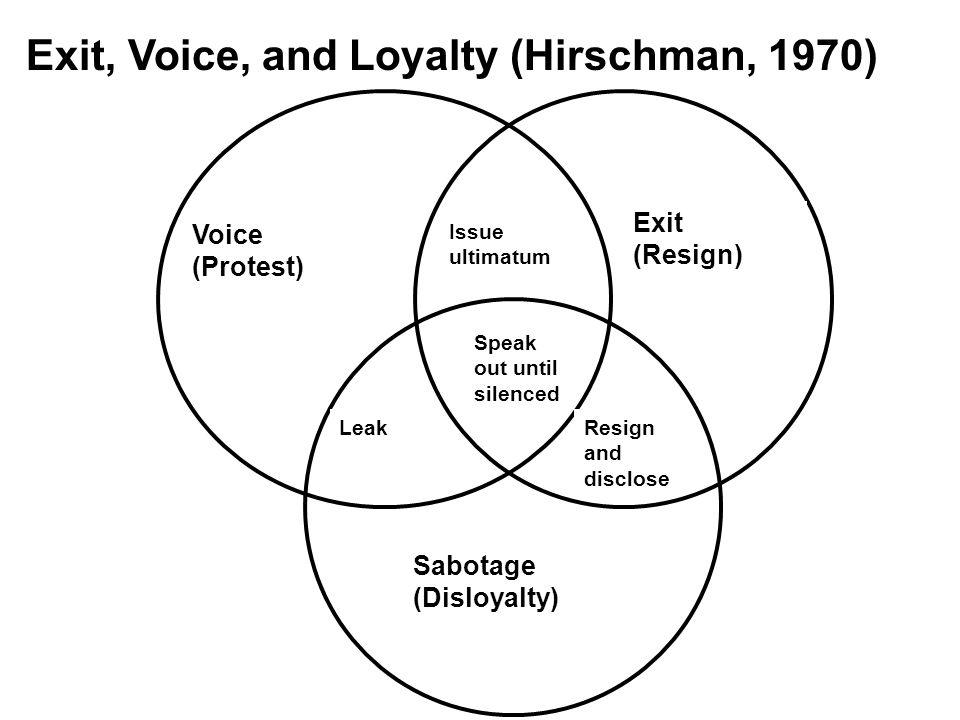 Exit, Voice, and Loyalty (Hirschman, 1970)
Voice
(Protest)
Issue
ultimatum
Exit
(Resign)
Speak
out until
silenced
Leak
Resign
and
disclose
Sabotage
(Disloyalty)